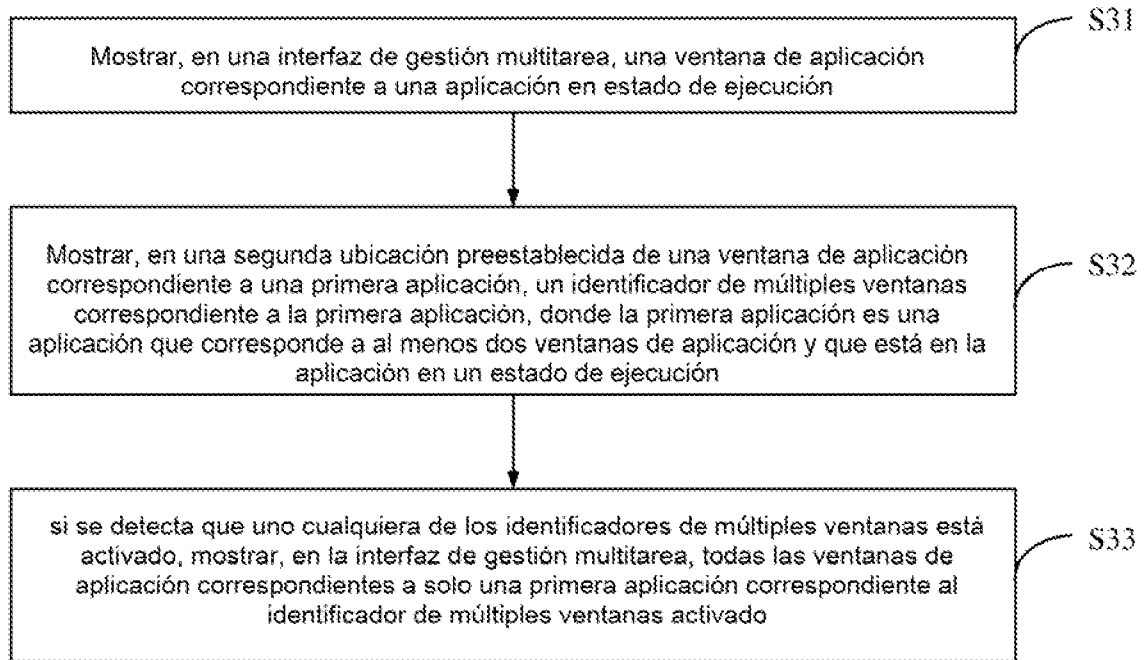 S31
Mostrar, en una interfaz de gestión multitarea, una ventana de aplicación
correspondiente a una aplicación en estado de ejecución
S32
Mostrar, en una segunda ubicación preestablecida de una ventana de aplicación
correspondiente a una primera aplicación, un identificador de múltiples ventanas
correspondiente a la primera aplicación, donde la primera aplicación es una
aplicación que corresponde a al menos dos ventanas de aplicación y que está en la
aplicación en un estado de ejecución
S33
si se detecta que uno cualquiera de los identificadores de múltiples ventanas está
activado, mostrar, en la interfaz de gestión multitarea, todas las ventanas de
aplicación correspondientes a solo una primera aplicación correspondiente al
identificador de múltiples ventanas activado